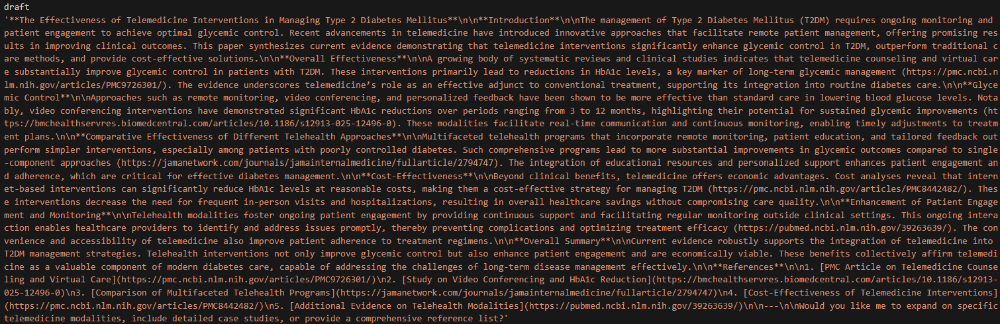 draft
'**The Effectiveness of Telemedicine Interventions in Managing Type 2 Diabetes Mellitus**\n\n**Introduction**\n\nThe management of Type 2 Diabetes Mellitus (T2DM) requires ongoing monitoring and
patient engagement to achieve optimal glycemic control. Recent advancements in telemedicine have introduced innovative approaches that facilitate remote patient management, offering promising res
ults in improving clinical outcomes. This paper synthesizes current evidence demonstrating that telemedicine interventions significantly enhance glycemic control in T2DM, outperform traditional c
are methods, and provide cost-effective solutions.\n\n**Overall Effectiveness**\n\nA growing body of systematic reviews and clinical studies indicates that telemedicine counseling and virtual car
e substantially improve glycemic control in patients with T2DM. These interventions primarily lead to reductions in HbA1c levels, a key marker of long-term glycemic management (https://pmc.ncbi.n
lm.nih.gov/articles/PMC9726301/). The evidence underscores telemedicine’s role as an effective adjunct to conventional treatment, supporting its integration into routine diabetes care.\n\n**Glyce
mic Control**\n\nApproaches such as remote monitoring, video conferencing, and personalized feedback have been shown to be more effective than standard care in lowering blood glucose levels. Nota
bly, video conferencing interventions have demonstrated significant HbA1c reductions over periods ranging from 3 to 12 months, highlighting their potential for sustained glycemic improvements (ht
tps://bmchealthservres.biomedcentral.com/articles/10.1186/s12913-025-12496-0). These modalities facilitate real-time communication and continuous monitoring, enabling timely adjustments to treatm
ent plans.\n\n**Comparative Effectiveness of Different Telehealth Approaches**\n\nMultifaceted telehealth programs that incorporate remote monitoring, patient education, and tailored feedback out
perform simpler interventions, especially among patients with poorly controlled diabetes. Such comprehensive programs lead to more substantial improvements in glycemic outcomes compared to single
-component approaches (https://jamanetwork.com/journals/jamainternalmedicine/fullarticle/2794747). The integration of educational resources and personalized support enhances patient engagement an
d adherence, which are critical for effective diabetes management.\n\n**Cost-Effectiveness**\n\nBeyond clinical benefits, telemedicine offers economic advantages. Cost analyses reveal that intern
et-based interventions can significantly reduce HbA1c levels at reasonable costs, making them a cost-effective strategy for managing T2DM (https://pmc.ncbi.nlm.nih.gov/articles/PMC8442482/). Thes
e interventions decrease the need for frequent in-person visits and hospitalizations, resulting in overall healthcare savings without compromising care quality.\n\n**Enhancement of Patient Engage
ment and Monitoring**\n\nTelehealth modalities foster ongoing patient engagement by providing continuous support and facilitating regular monitoring outside clinical settings. This ongoing intera
ction enables healthcare providers to identify and address issues promptly, thereby preventing complications and optimizing treatment efficacy (https://pubmed.ncbi.nlm.nih.gov/39263639/). The con
venience and accessibility of telemedicine also improve patient adherence to treatment regimens.\n\n**Overall Summary**\n\nCurrent evidence robustly supports the integration of telemedicine into
T2DM management strategies. Telehealth interventions not only improve glycemic control but also enhance patient engagement and are economically viable. These benefits collectively affirm telemedi
cine as a valuable component of modern diabetes care, capable of addressing the challenges of long-term disease management effectively.\n\n**References**\n\n1. [PMC Article on Telemedicine Counse
ling and Virtual Care](https://pmc.ncbi.nlm.nih.gov/articles/PMC9726301/)\n2. [Study on Video Conferencing and HbA1c Reduction](https://bmchealthservres.biomedcentral.com/articles/10.1186/s12913-
025-12496-0)\n3. [Comparison of Multifaceted Telehealth Programs](https://jamanetwork.com/journals/jamainternalmedicine/fullarticle/2794747)\n4. [Cost-Effectiveness of Telemedicine Interventions]
(https://pmc.ncbi.nlm.nih.gov/articles/PMC8442482/)\n5. [Additional Evidence on Telehealth Modalities](https://pubmed.ncbi.nlm.nih.gov/39263639/)\n\n---\n\nWould you like me to expand on specific
telemedicine modalities, include detailed case studies, or provide a comprehensive reference list?'